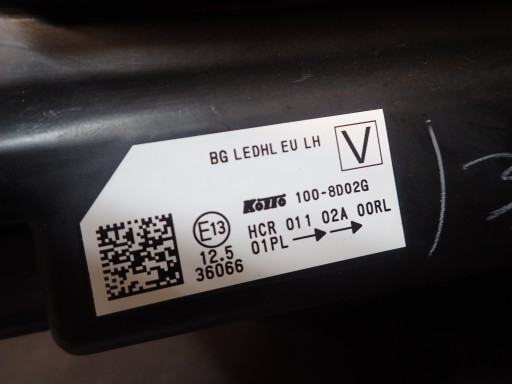 BG LEDHL EU LH V
KOITO 100-8D02G
E13 HCR 011 02A 00RL
12.5 01PL
36066